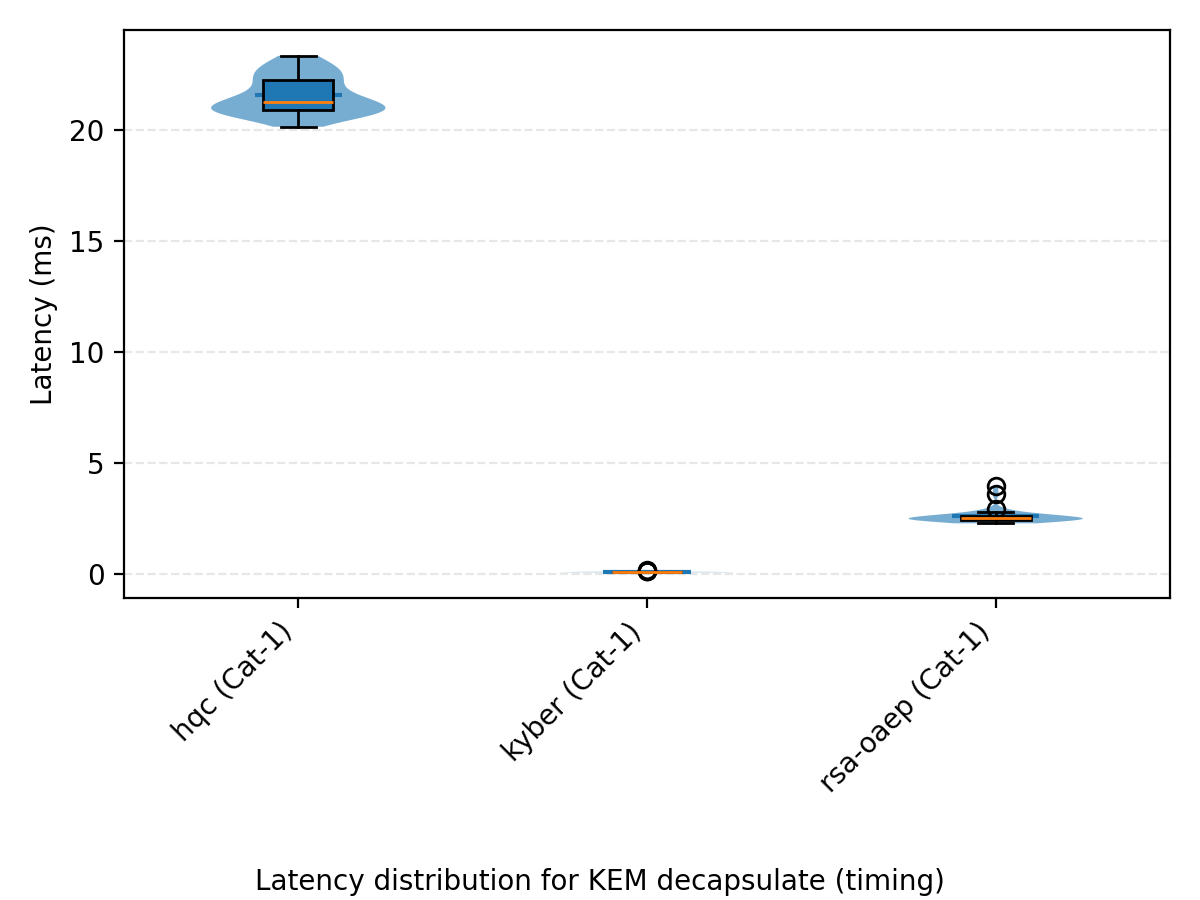 Latency (ms)
20
15
10
5
0
hqc (Cat-1)
kyber (Cat-1)
rsa-oaep (Cat-1)
Latency distribution for KEM decapsulate (timing)